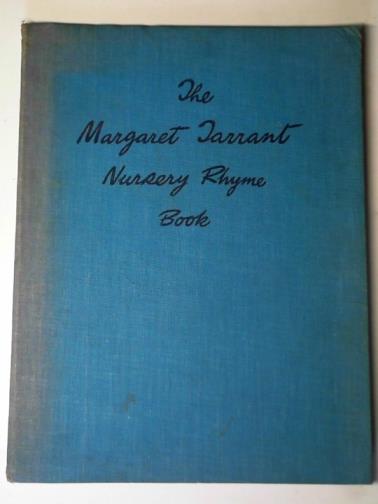 The
Margaret Tarrant
Nursery Rhyme
Book